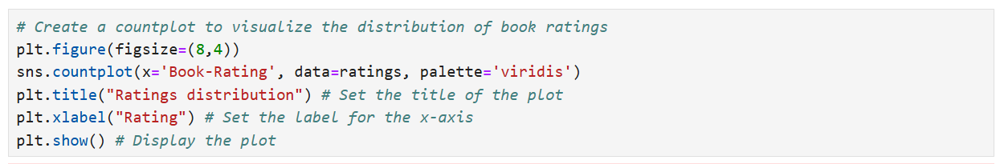 # Create a countplot to visualize the distribution of book ratings
plt.figure(figsize=(8,4))
sns.countplot(x='Book-Rating', data=ratings, palette='viridis')
plt.title("Ratings distribution") # Set the title of the plot
plt.xlabel("Rating") # Set the label for the x-axis
plt.show() # Display the plot